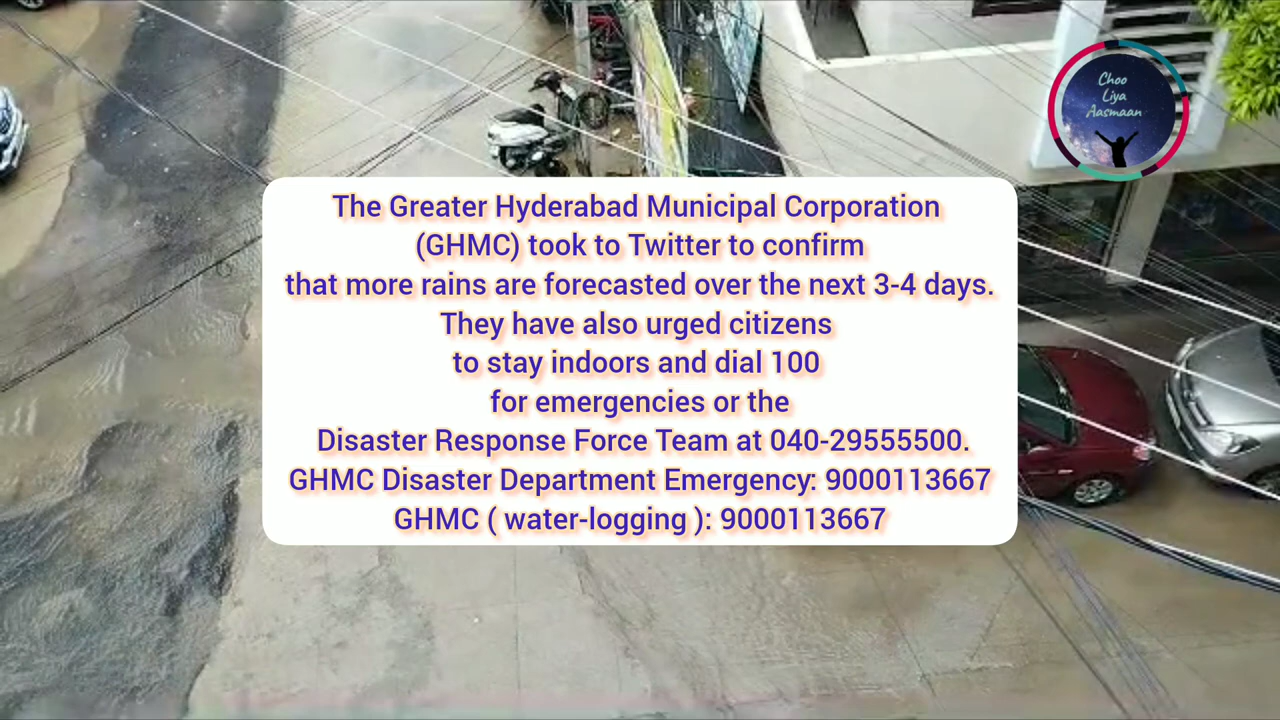 Choo
Liya
Aasmaan
The Greater Hyderabad Municipal Corporation
(GHMC) took to Twitter to confirm
that more rains are forecasted over the next 3-4 days.
They have also urged citizens
to stay indoors and dial 100
for emergencies or the
Disaster Response Force Team at 040-29555500.
GHMC Disaster Department Emergency: 9000113667
GHMC ( water-logging ): 9000113667